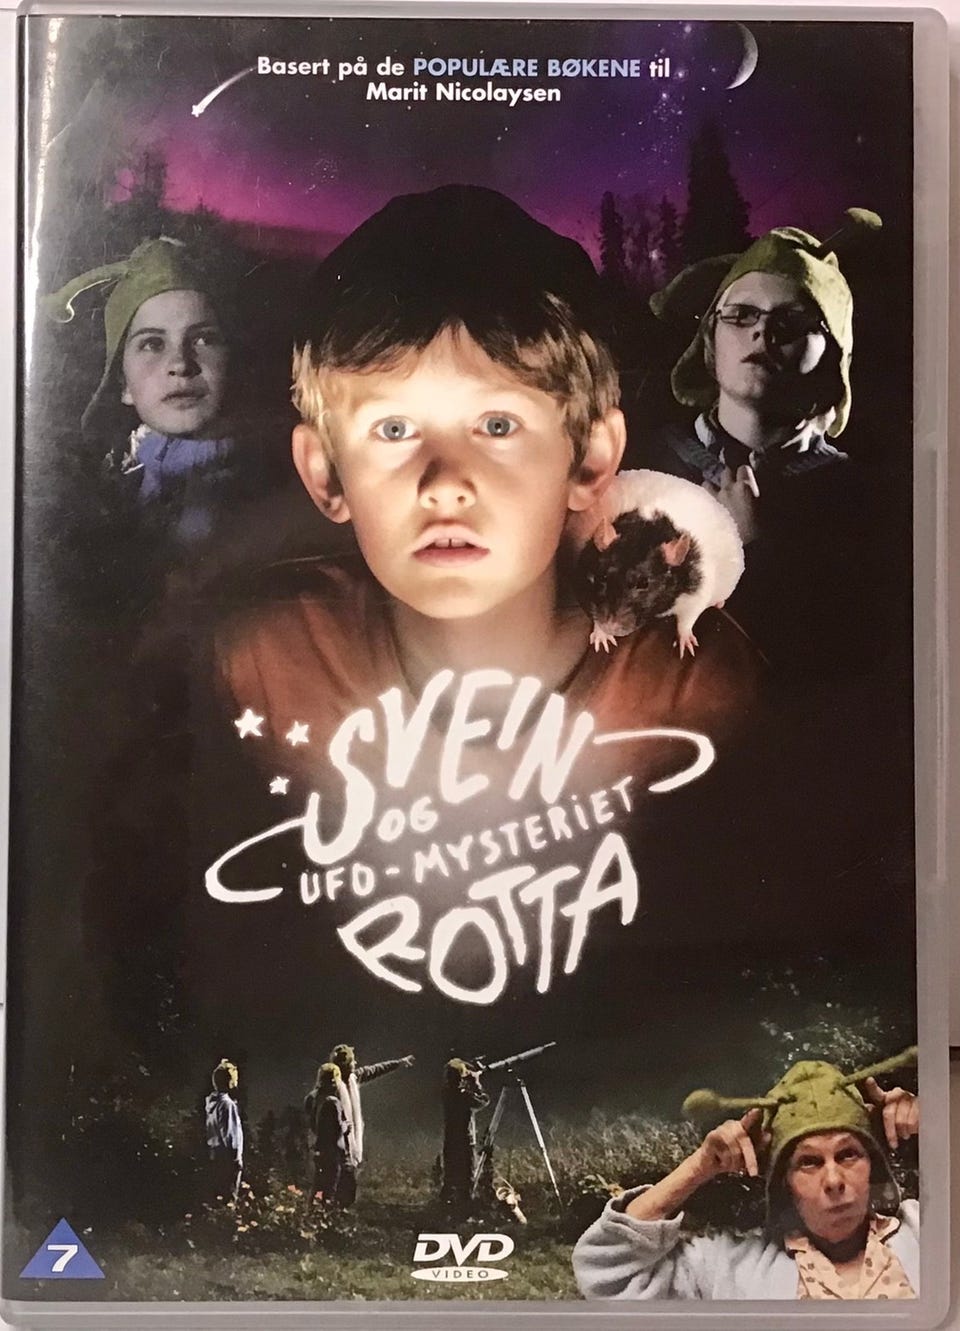 Basert på de POPULÆRE BØKENE til
Marit Nicolaysen
SVEIN
OG
UFO-MYSTERIET
ROTTA
7
DVD
VIDEO